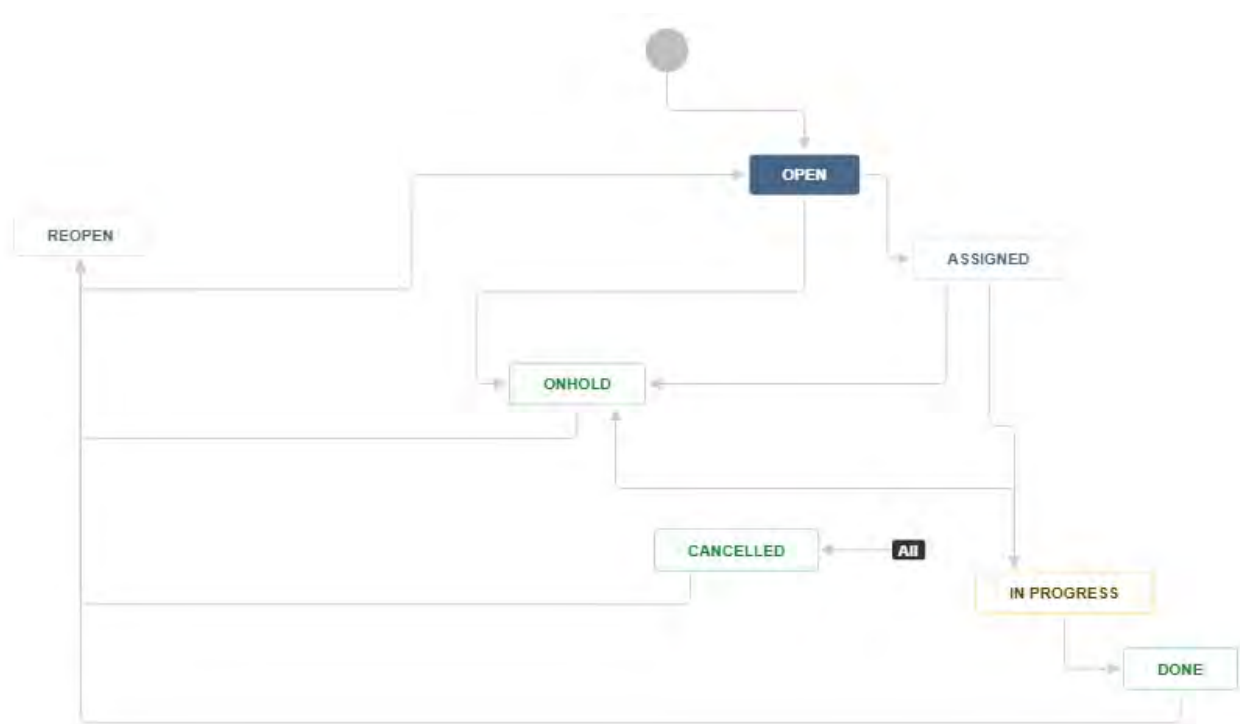 OPEN
REOPEN
ASSIGNED
ONHOLD
CANCELLED
All
IN PROGRESS
DONE